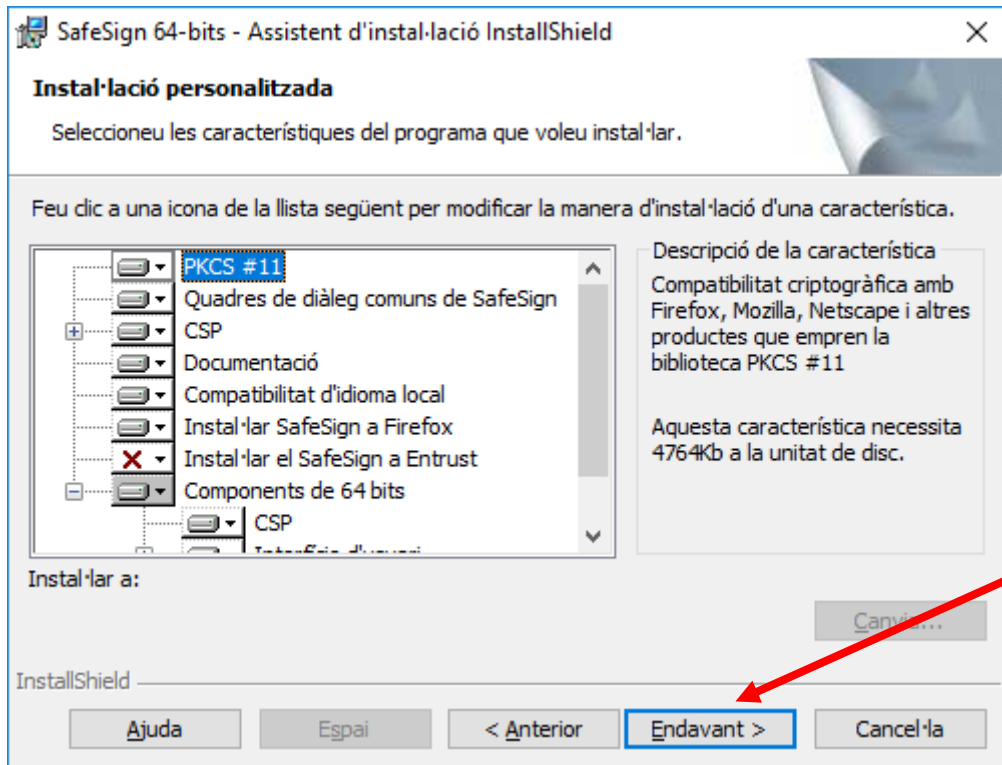 SafeSign 64-bits - Assistent d'instal·lació InstallShield
Instal·lació personalitzada
Seleccioneu les característiques del programa que voleu instal·lar.
Feu clic a una icona de la llista següent per modificar la manera d'instal·lació d'una característica.
PKCS #11
Quadres de diàleg comuns de SafeSign
CSP
Documentació
Compatibilitat d'idioma local
Instal·lar SafeSign a Firefox
Instal·lar el SafeSign a Entrust
Components de 64 bits
CSP
Interfície d'usuari
Descripció de la característica
Compatibilitat criptogràfica amb
Firefox, Mozilla, Netscape i altres
productes que empren la
biblioteca PKCS #11
Aquesta característica necessita
4764Kb a la unitat de disc.
Instal·lar a:
Canvia...
InstallShield
Ajuda
Espai
< Anterior
Endavant >
Cancel·la